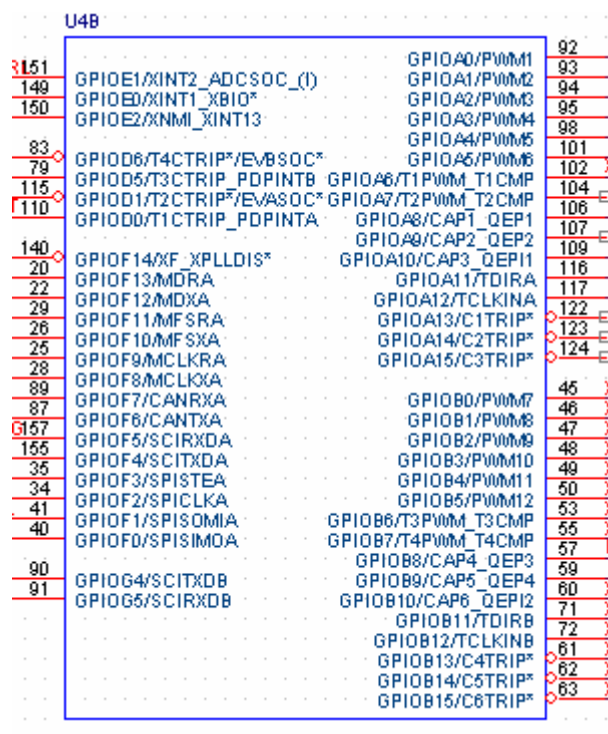 U4B
151 GPIOE1/XINT2_ADCSOC_(I)
149 GPIOE0/XINT1_XBIO*
150 GPIOE2/XNMI_XINT13
83 GPIOD6/T4CTRIP*/EVBSOC*
79 GPIOD5/T3CTRIP_PDPINTB
115 GPIOD1/T2CTRIP*/EVASOC*
110 GPIOD0/T1CTRIP_PDPINTA
140 GPIOF14/XF_XPLLDIS*
20 GPIOF13/MDRA
22 GPIOF12/MDXA
29 GPIOF11/MFSRA
26 GPIOF10/MFSXA
25 GPIOF9/MCLKRA
28 GPIOF8/MCLKXA
89 GPIOF7/CANRXA
87 GPIOF6/CANTXA
157 GPIOF5/SCIRXDA
155 GPIOF4/SCITXDA
35 GPIOF3/SPISTEA
34 GPIOF2/SPICLKA
41 GPIOF1/SPISOMIA
40 GPIOF0/SPISIMOA
90 GPIOG4/SCITXDB
91 GPIOG5/SCIRXDB
GPIOA0/PWM1 92
GPIOA1/PWM2 93
GPIOA2/PWM3 94
GPIOA3/PWM4 95
GPIOA4/PWM5 98
GPIOA5/PWM6 101
GPIOA6/T1PWM_T1CMP 102
GPIOA7/T2PWM_T2CMP 104
GPIOA8/CAP1_QEP1 106
GPIOA9/CAP2_QEP2 107
GPIOA10/CAP3_QEPI1 109
GPIOA11/TDIRA 116
GPIOA12/TCLKINA 117
GPIOA13/C1TRIP* 122
GPIOA14/C2TRIP* 123
GPIOA15/C3TRIP* 124
GPIOB0/PWM7 45
GPIOB1/PWM8 46
GPIOB2/PWM9 47
GPIOB3/PWM10 48
GPIOB4/PWM11 49
GPIOB5/PWM12 50
GPIOB6/T3PWM_T3CMP 53
GPIOB7/T4PWM_T4CMP 55
GPIOB8/CAP4_QEP3 57
GPIOB9/CAP5_QEP4 59
GPIOB10/CAP6_QEPI2 60
GPIOB11/TDIRB 71
GPIOB12/TCLKINB 72
GPIOB13/C4TRIP* 61
GPIOB14/C5TRIP* 62
GPIOB15/C6TRIP* 63